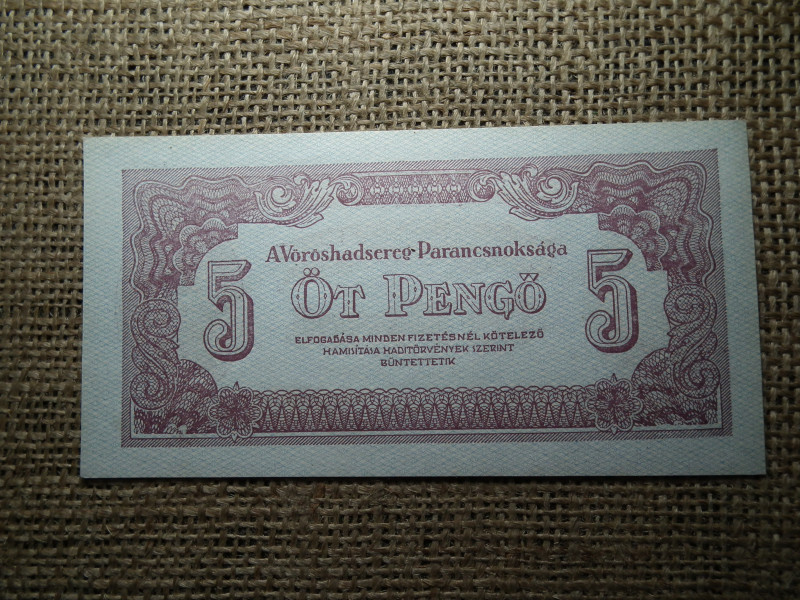 A Vöröshadsereg-Parancsnoksága
5 ÖT PENGŐ 5
ELFOGADÁSA MINDEN FIZETÉSNÉL KÖTELEZŐ
HAMISÍTÁSA HADITÖRVÉNYEK SZERINT
BÜNTETTETIK